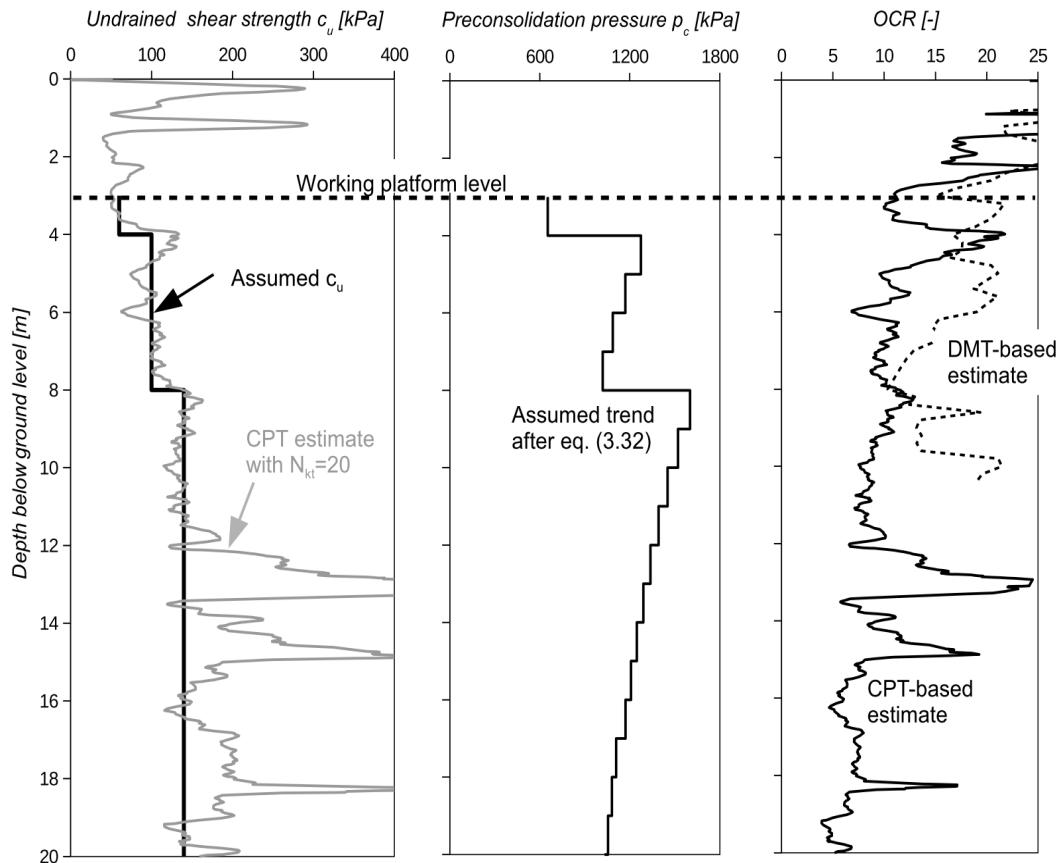 Undrained shear strength cu [kPa]
Preconsolidation pressure pc [kPa]
OCR [-]
0 100 200 300 400
0 600 1200 1800
0 5 10 15 20 25
0
2
Working platform level
4
Assumed cu
6
DMT-based
estimate
8
Assumed trend
after eq. (3.32)
CPT estimate
with Nkt=20
10
12
14
16
CPT-based
estimate
18
20
Depth below ground level [m]